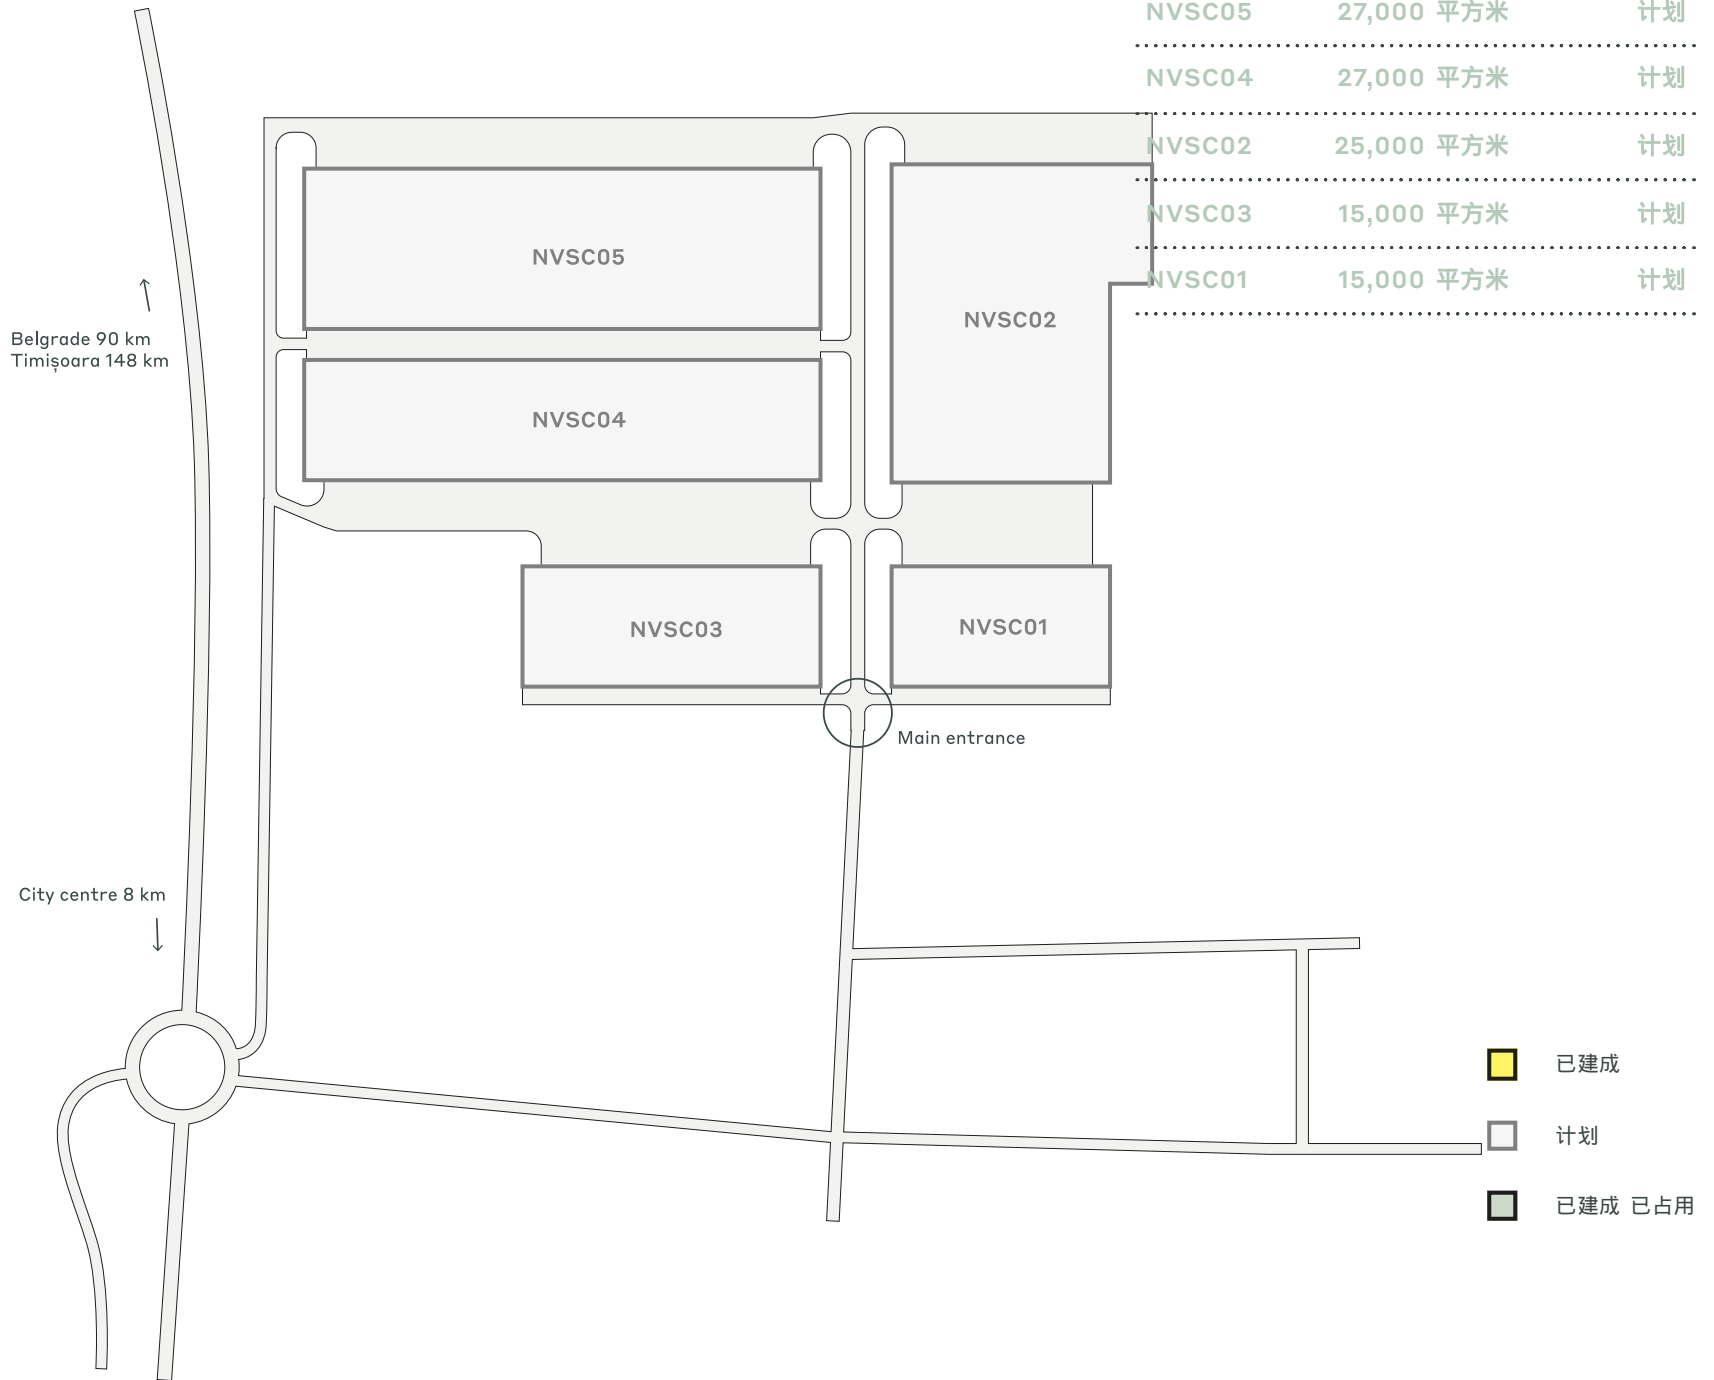 NVSC05 27,000 平方米 计划
NVSC04 27,000 平方米 计划
NVSC02 25,000 平方米 计划
NVSC03 15,000 平方米 计划
NVSC01 15,000 平方米 计划
NVSC05
NVSC02
Belgrade 90 km
Timișoara 148 km
NVSC04
NVSC03
NVSC01
Main entrance
City centre 8 km
已建成
计划
已建成 已占用